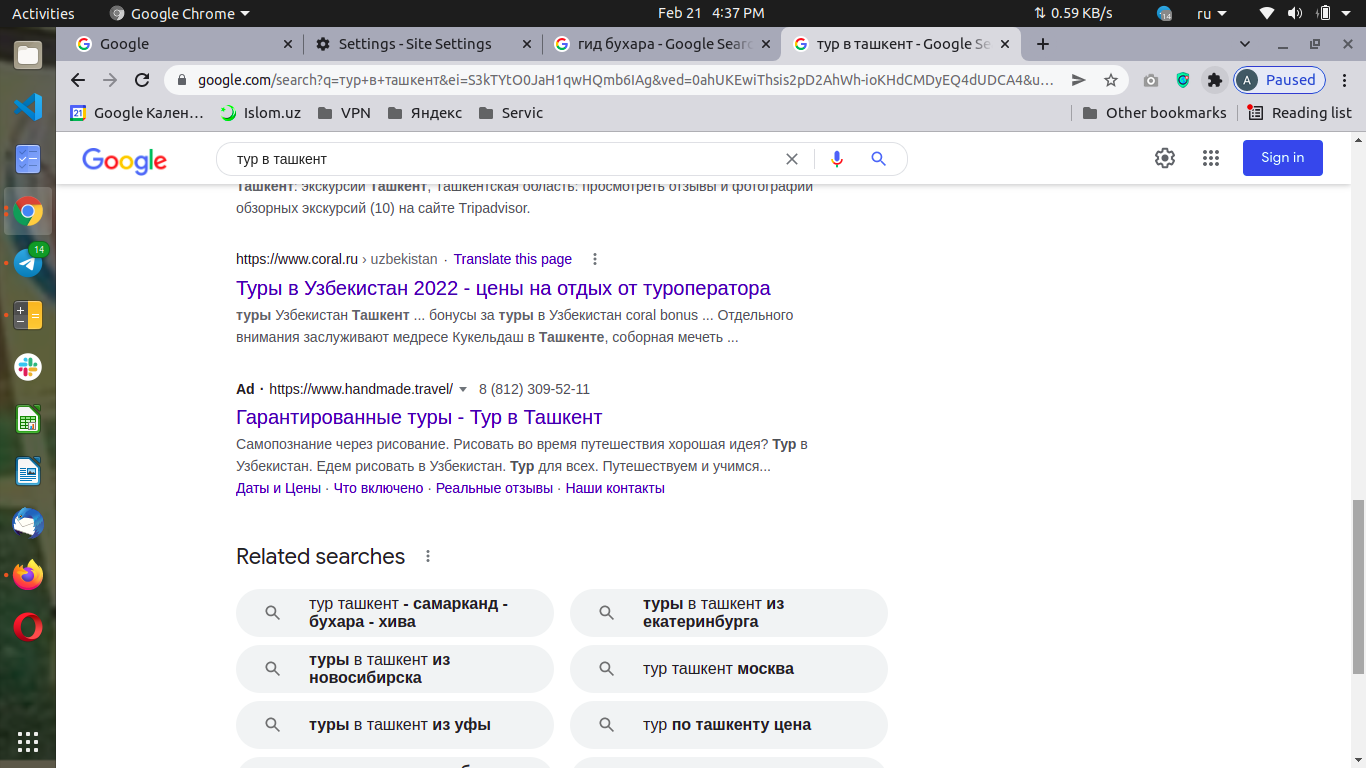 Activities
Google Chrome
Feb 21 4:37 PM
0.59 KB/s
14
ru
Google
Settings - Site Settings
гид бухара - Google Sear
тур в ташкент - Google Se
google.com/search?q=тур+в+ташкент&ei=S3kTYtO0JaH1qwHQmb6IAg&ved=0ahUKEwiThsis2pD2AhWh-ioKHdCMDyEQ4dUDCA4&u…
A
Paused
21
Google Кален…
Islom.uz
VPN
Яндекс
Servic
Other bookmarks
Reading list
Google
тур в ташкент
Sign in
14
Ташкент: экскурсии Ташкент, Ташкентская область: просмотреть отзывы и фотографии
обзорных экскурсий (10) на сайте Tripadvisor.
https://www.coral.ru › uzbekistan · Translate this page
Туры в Узбекистан 2022 - цены на отдых от туроператора
туры Узбекистан Ташкент ... бонусы за туры в Узбекистан coral bonus ... Отдельного
внимания заслуживают медресе Кукельдаш в Ташкенте, соборная мечеть ...
Ad · https://www.handmade.travel/ 8 (812) 309-52-11
Гарантированные туры - Тур в Ташкент
Самопознание через рисование. Рисовать во время путешествия хорошая идея? Тур в
Узбекистан. Едем рисовать в Узбекистан. Тур для всех. Путешествуем и учимся...
Даты и Цены · Что включено · Реальные отзывы · Наши контакты
Related searches
тур ташкент - самарканд -
бухара - хива
туры в ташкент из
екатеринбурга
туры в ташкент из
новосибирска
тур ташкент москва
туры в ташкент из уфы
тур по ташкенту цена